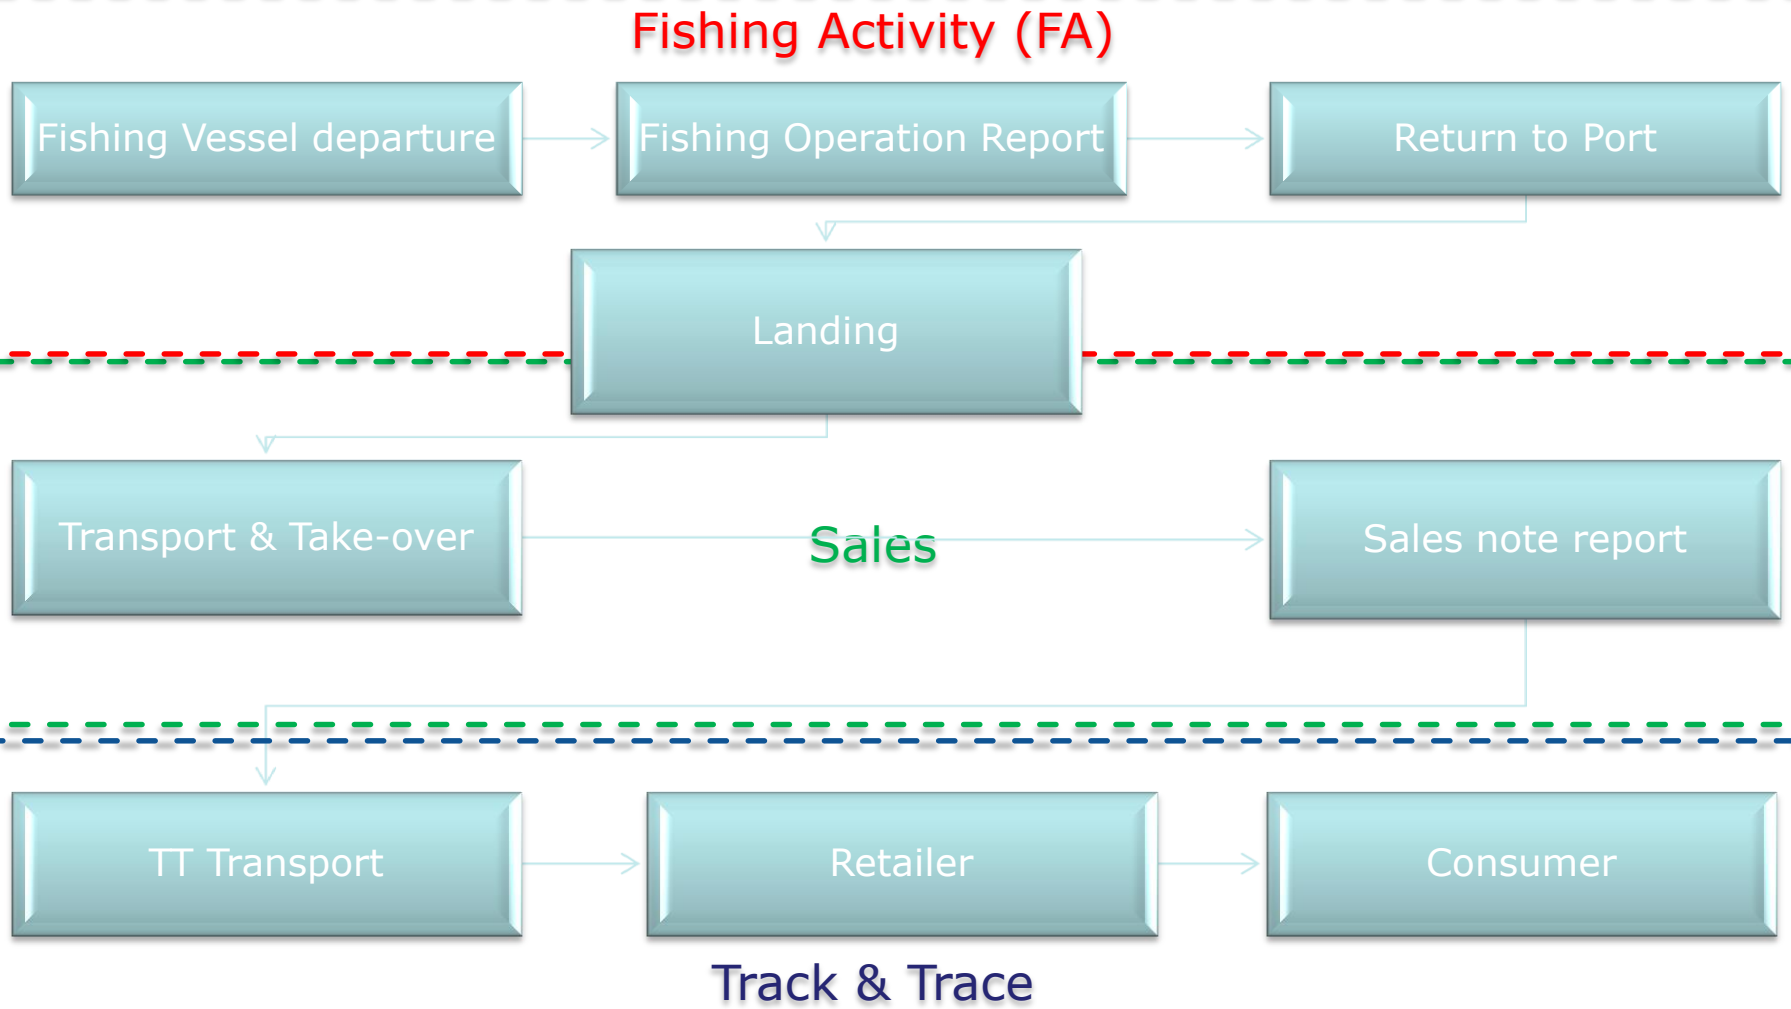 Fishing Activity (FA)
Fishing Vessel departure
Fishing Operation Report
Return to Port
Landing
Transport & Take-over
Sales
Sales note report
TT Transport
Retailer
Consumer
Track & Trace